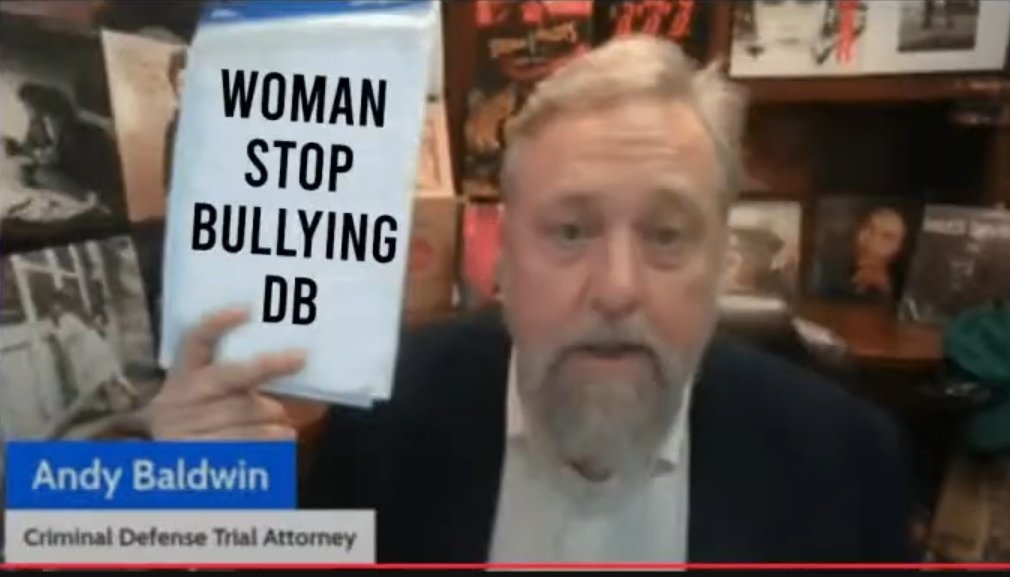 WOMAN
STOP
BULLYING
DB
Andy Baldwin
Criminal Defense Trial Attorney